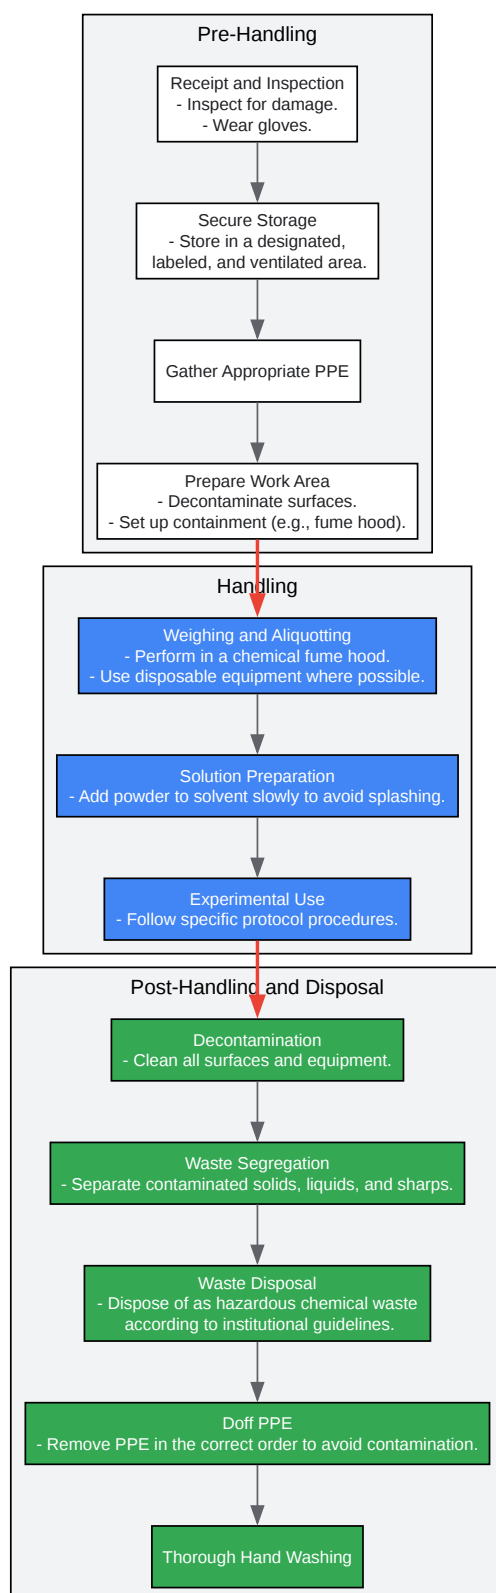 Pre-Handling
Receipt and Inspection
- Inspect for damage.
- Wear gloves.
Secure Storage
- Store in a designated,
labeled, and ventilated area.
Gather Appropriate PPE
Prepare Work Area
- Decontaminate surfaces.
- Set up containment (e.g., fume hood).
Handling
Weighing and Aliquotting
- Perform in a chemical fume hood.
- Use disposable equipment where possible.
Solution Preparation
- Add powder to solvent slowly to avoid splashing.
Experimental Use
- Follow specific protocol procedures.
Post-Handling and Disposal
Decontamination
- Clean all surfaces and equipment.
Waste Segregation
- Separate contaminated solids, liquids, and sharps.
Waste Disposal
- Dispose of as hazardous chemical waste
according to institutional guidelines.
Doff PPE
- Remove PPE in the correct order to avoid contamination.
Thorough Hand Washing